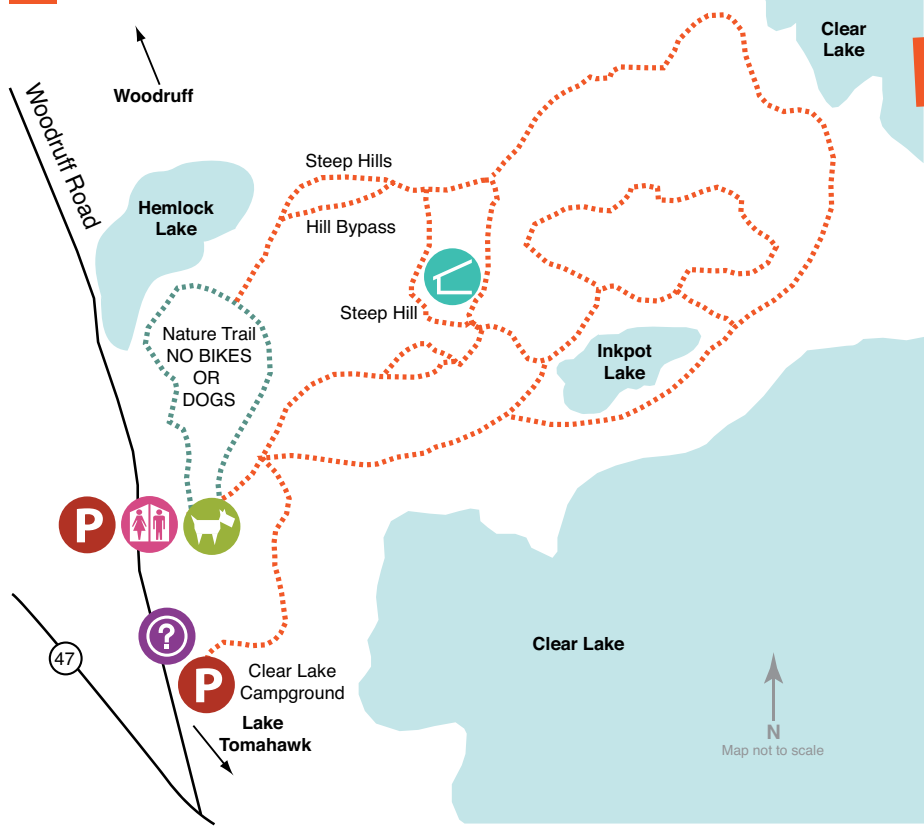 Clear
Lake
Woodruff
Woodruff Road
Steep Hills
Hemlock
Lake
Hill Bypass
Steep Hill
Nature Trail
NO BIKES
OR
DOGS
Inkpot
Lake
P
?
47
P
Clear Lake
Campground
Clear Lake
Lake
Tomahawk
N
Map not to scale